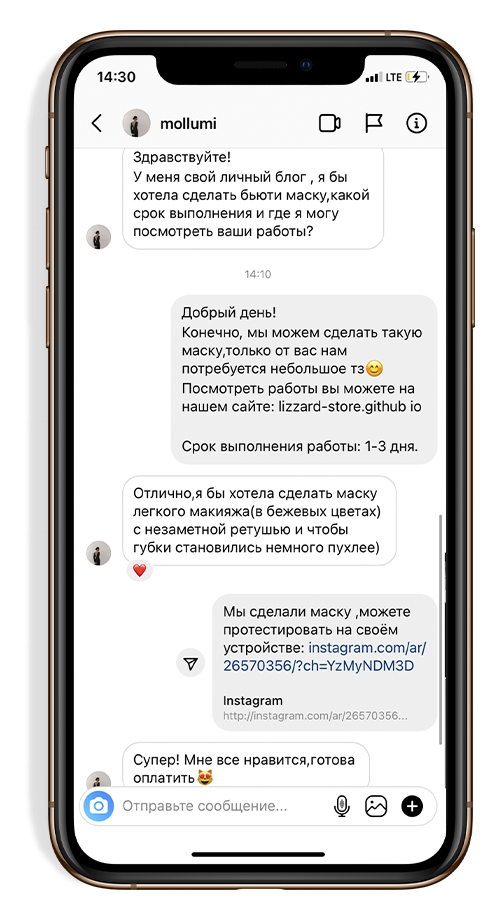 14:30
LTE
mollumi
Здравствуйте!
У меня свой личный блог , я бы
хотела сделать бьюти маску,какой
срок выполнения и где я могу
посмотреть ваши работы?
14:10
Добрый день!
Конечно, мы можем сделать такую
маску,только от вас нам
потребуется небольшое тз😊
Посмотреть работы вы можете на
нашем сайте: lizzard-store.github io
Срок выполнения работы: 1-3 дня.
Отлично,я бы хотела сделать маску
легкого макияжа(в бежевых цветах)
с незаметной ретушью и чтобы
губки становились немного пухлее)
❤️
Мы сделали маску ,можете
протестировать на своём
устройстве: instagram.com/ar/
26570356/?ch=YzMyNDM3D
Instagram
http://instagram.com/ar/26570356...
Супер! Мне все нравится,готова
оплатить😻
Отправьте сообщение...